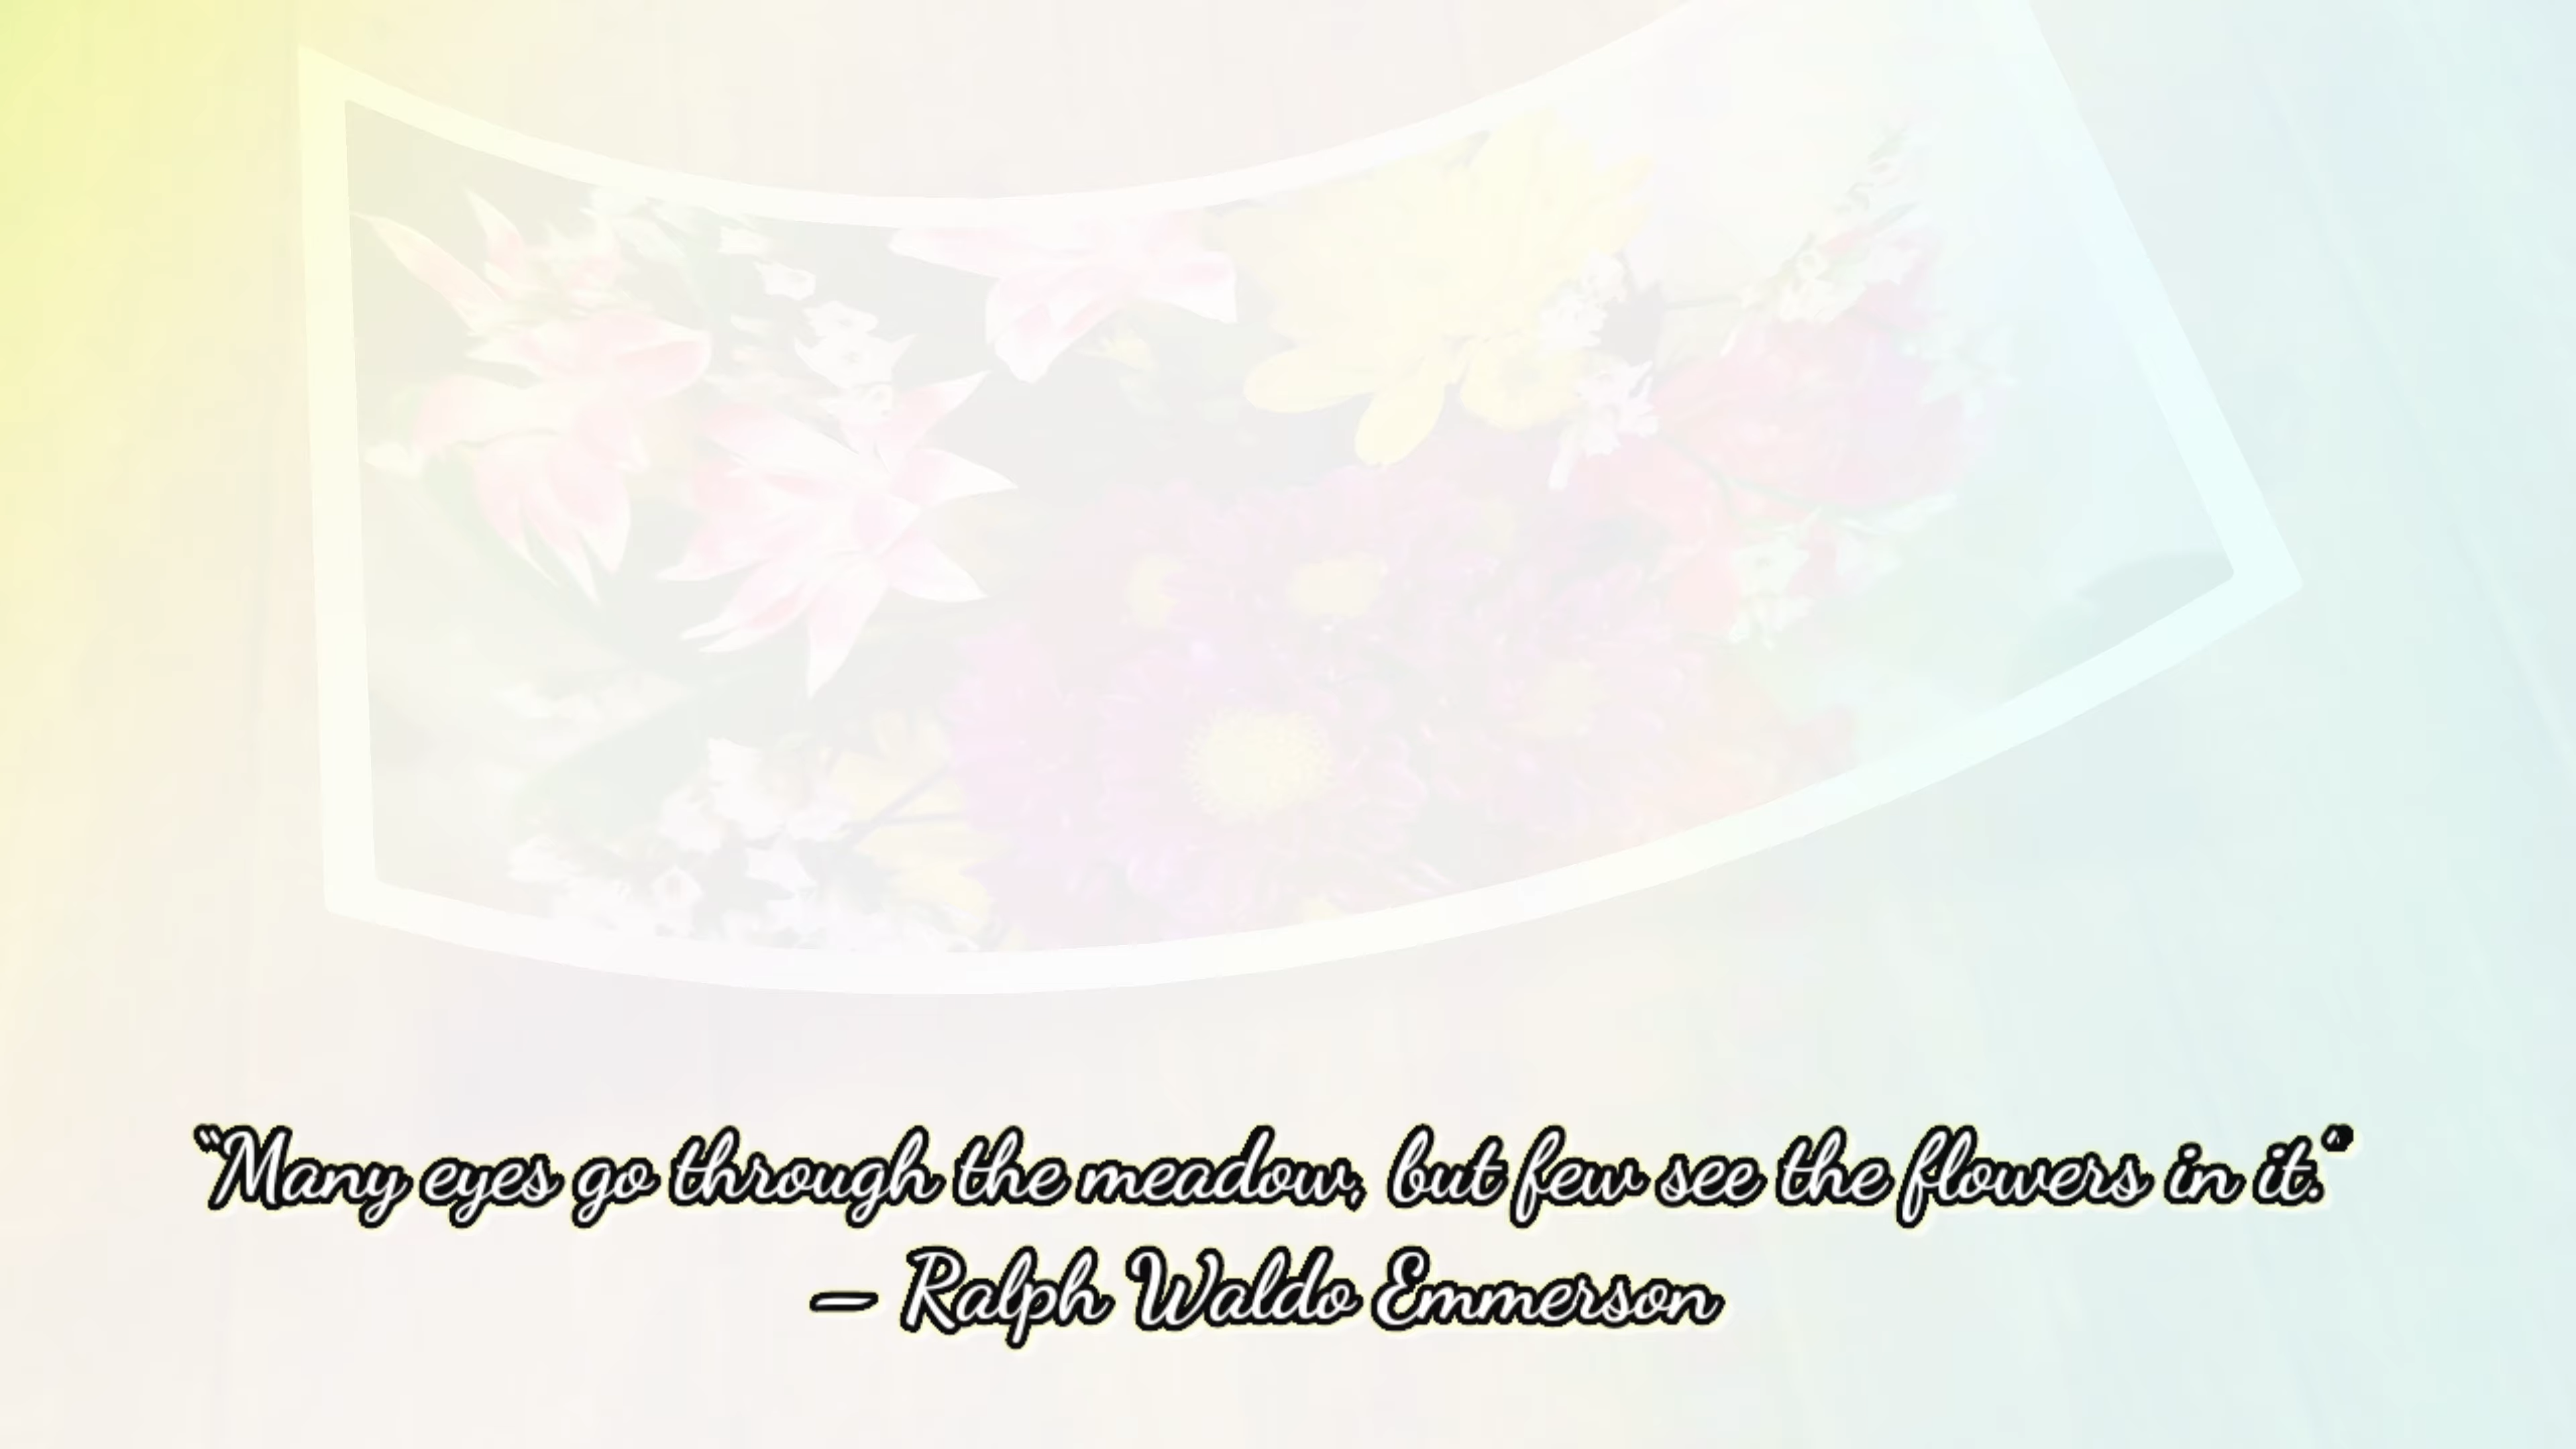 “Many eyes go through the meadow, but few see the flowers in it.”
– Ralph Waldo Emmerson